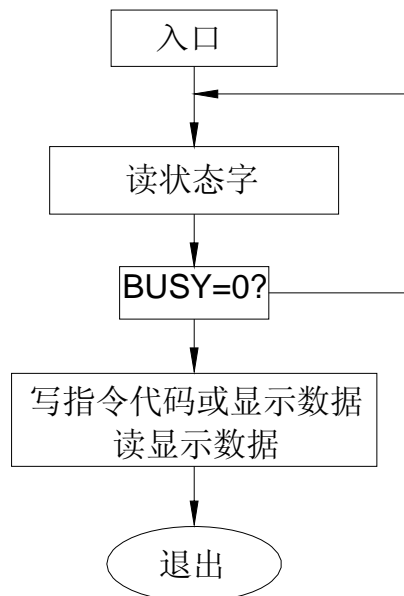 入口
读状态字
BUSY=0?
写指令代码或显示数据
读显示数据
退出